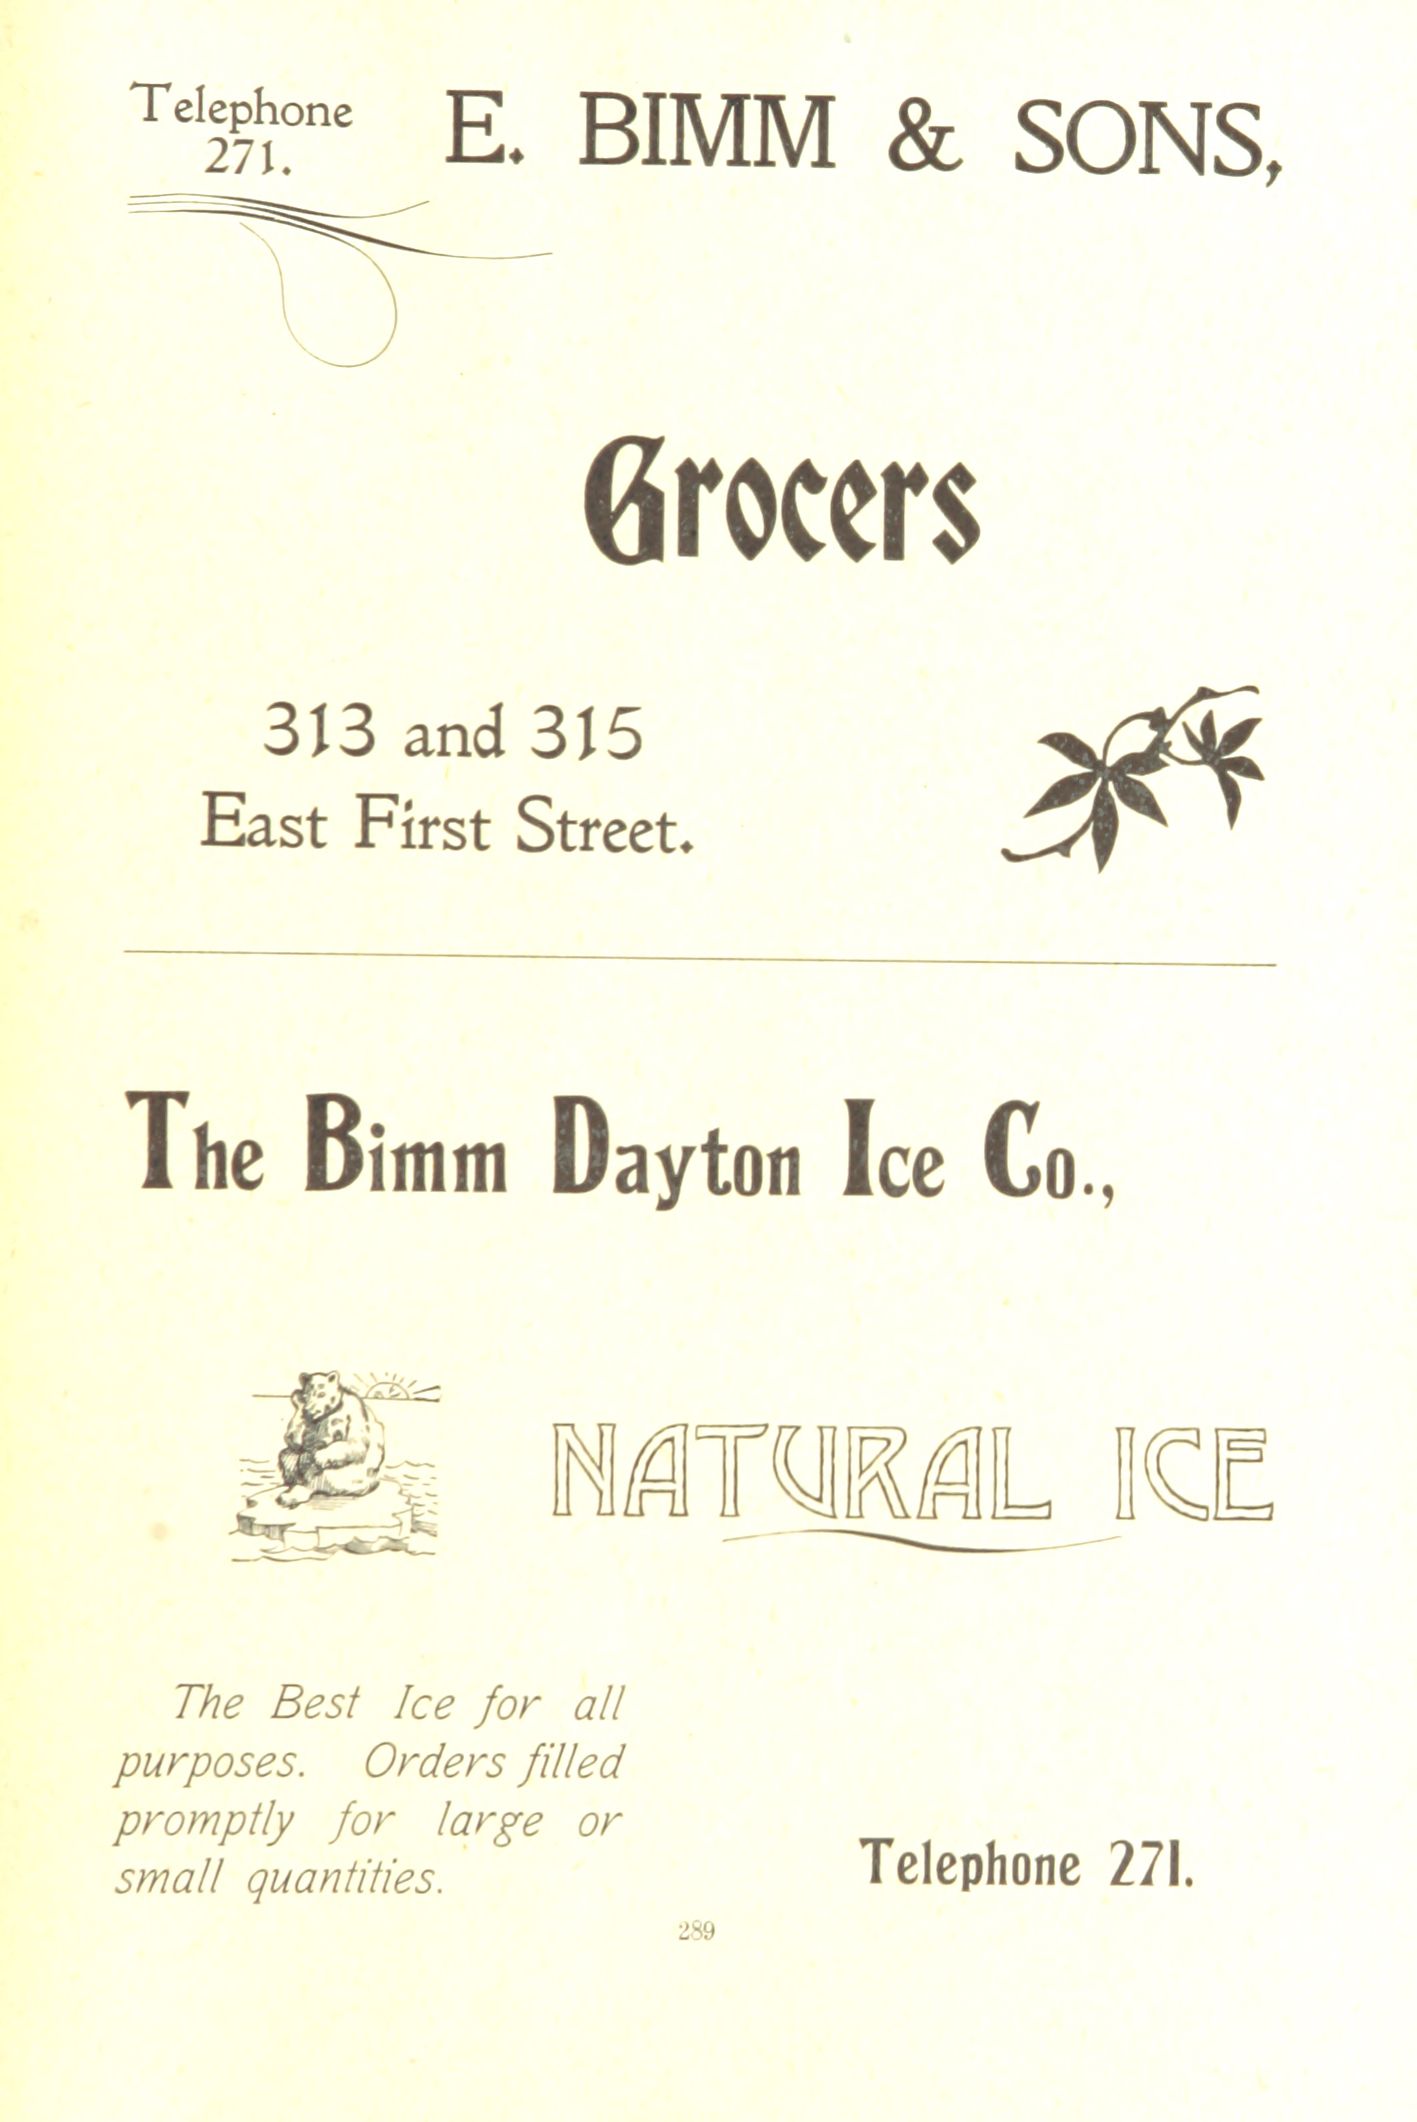 Telephone
271.
E. BIMM & SONS,
Grocers
313 and 315
East First Street.
The Bimm Dayton Ice Co.,
NATURAL ICE
The Best Ice for all
purposes. Orders filled
promptly for large or
small quantities.
Telephone 271.
289